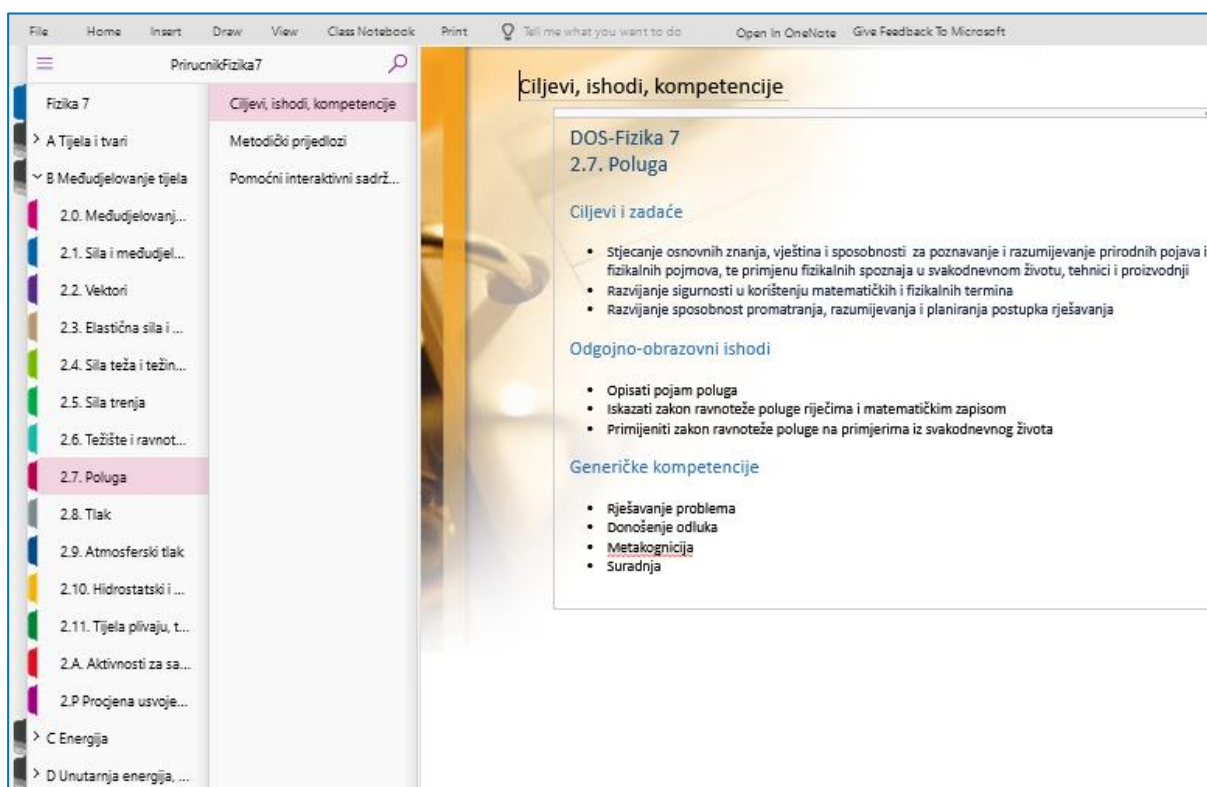 File Home Insert Draw View Class Notebook Print Tell me what you want to do Open In OneNote Give Feedback To Microsoft
PrirucnikFizika7
Fizika 7
A Tijela i tvari
B Međudjelovanje tijela
2.0. Međudjelovanj...
2.1. Sila i međudjel...
2.2. Vektori
2.3. Elastična sila i ...
2.4. Sila teža i težin...
2.5. Sila trenja
2.6. Težište i ravnot...
2.7. Poluga
2.8. Tlak
2.9. Atmosferski tlak
2.10. Hidrostatski i ...
2.11. Tijela plivaju, t...
2.A. Aktivnosti za sa...
2.P Procjena usvoje...
C Energija
D Unutarnja energija, ...
Ciljevi, ishodi, kompetencije
Metodički prijedlozi
Pomoćni interaktivni sadrž...
Ciljevi, ishodi, kompetencije
DOS-Fizika 7
2.7. Poluga
Ciljevi i zadaće
• Stjecanje osnovnih znanja, vještina i sposobnosti za poznavanje i razumijevanje prirodnih pojava i
fizikalnih pojmova, te primjenu fizikalnih spoznaja u svakodnevnom životu, tehnici i proizvodnji
• Razvijanje sigurnosti u korištenju matematičkih i fizikalnih termina
• Razvijanje sposobnost promatranja, razumijevanja i planiranja postupka rješavanja
Odgojno-obrazovni ishodi
• Opisati pojam poluga
• Iskazati zakon ravnoteže poluge riječima i matematičkim zapisom
• Primijeniti zakon ravnoteže poluge na primjerima iz svakodnevnog života
Generičke kompetencije
• Rješavanje problema
• Donošenje odluka
• Metakognicija
• Suradnja